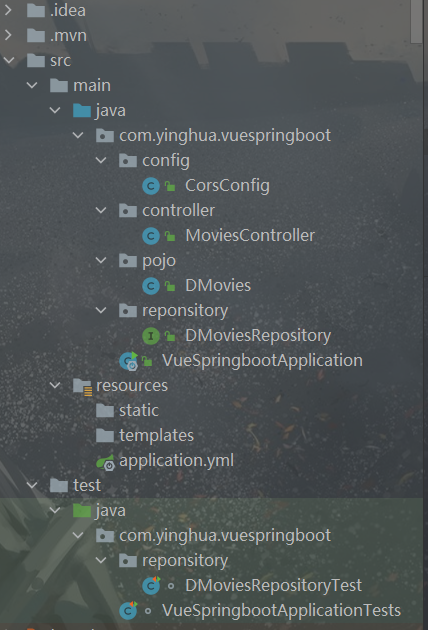 .idea
.mvn
src
main
java
com.yinghua.vuespringboot
config
CorsConfig
controller
MoviesController
pojo
DMovies
reponsitory
DMoviesRepository
VueSpringbootApplication
resources
static
templates
application.yml
test
java
com.yinghua.vuespringboot
reponsitory
DMoviesRepositoryTest
VueSpringbootApplicationTests